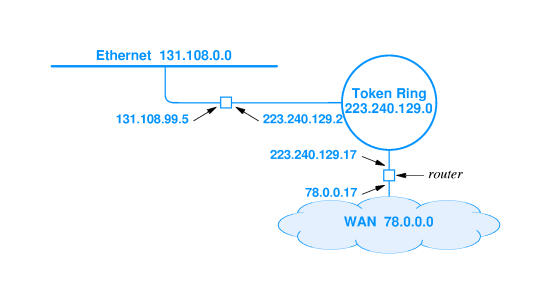 Ethernet 131.108.0.0
Token Ring
223.240.129.0
131.108.99.5
223.240.129.2
223.240.129.17
router
78.0.0.17
WAN 78.0.0.0